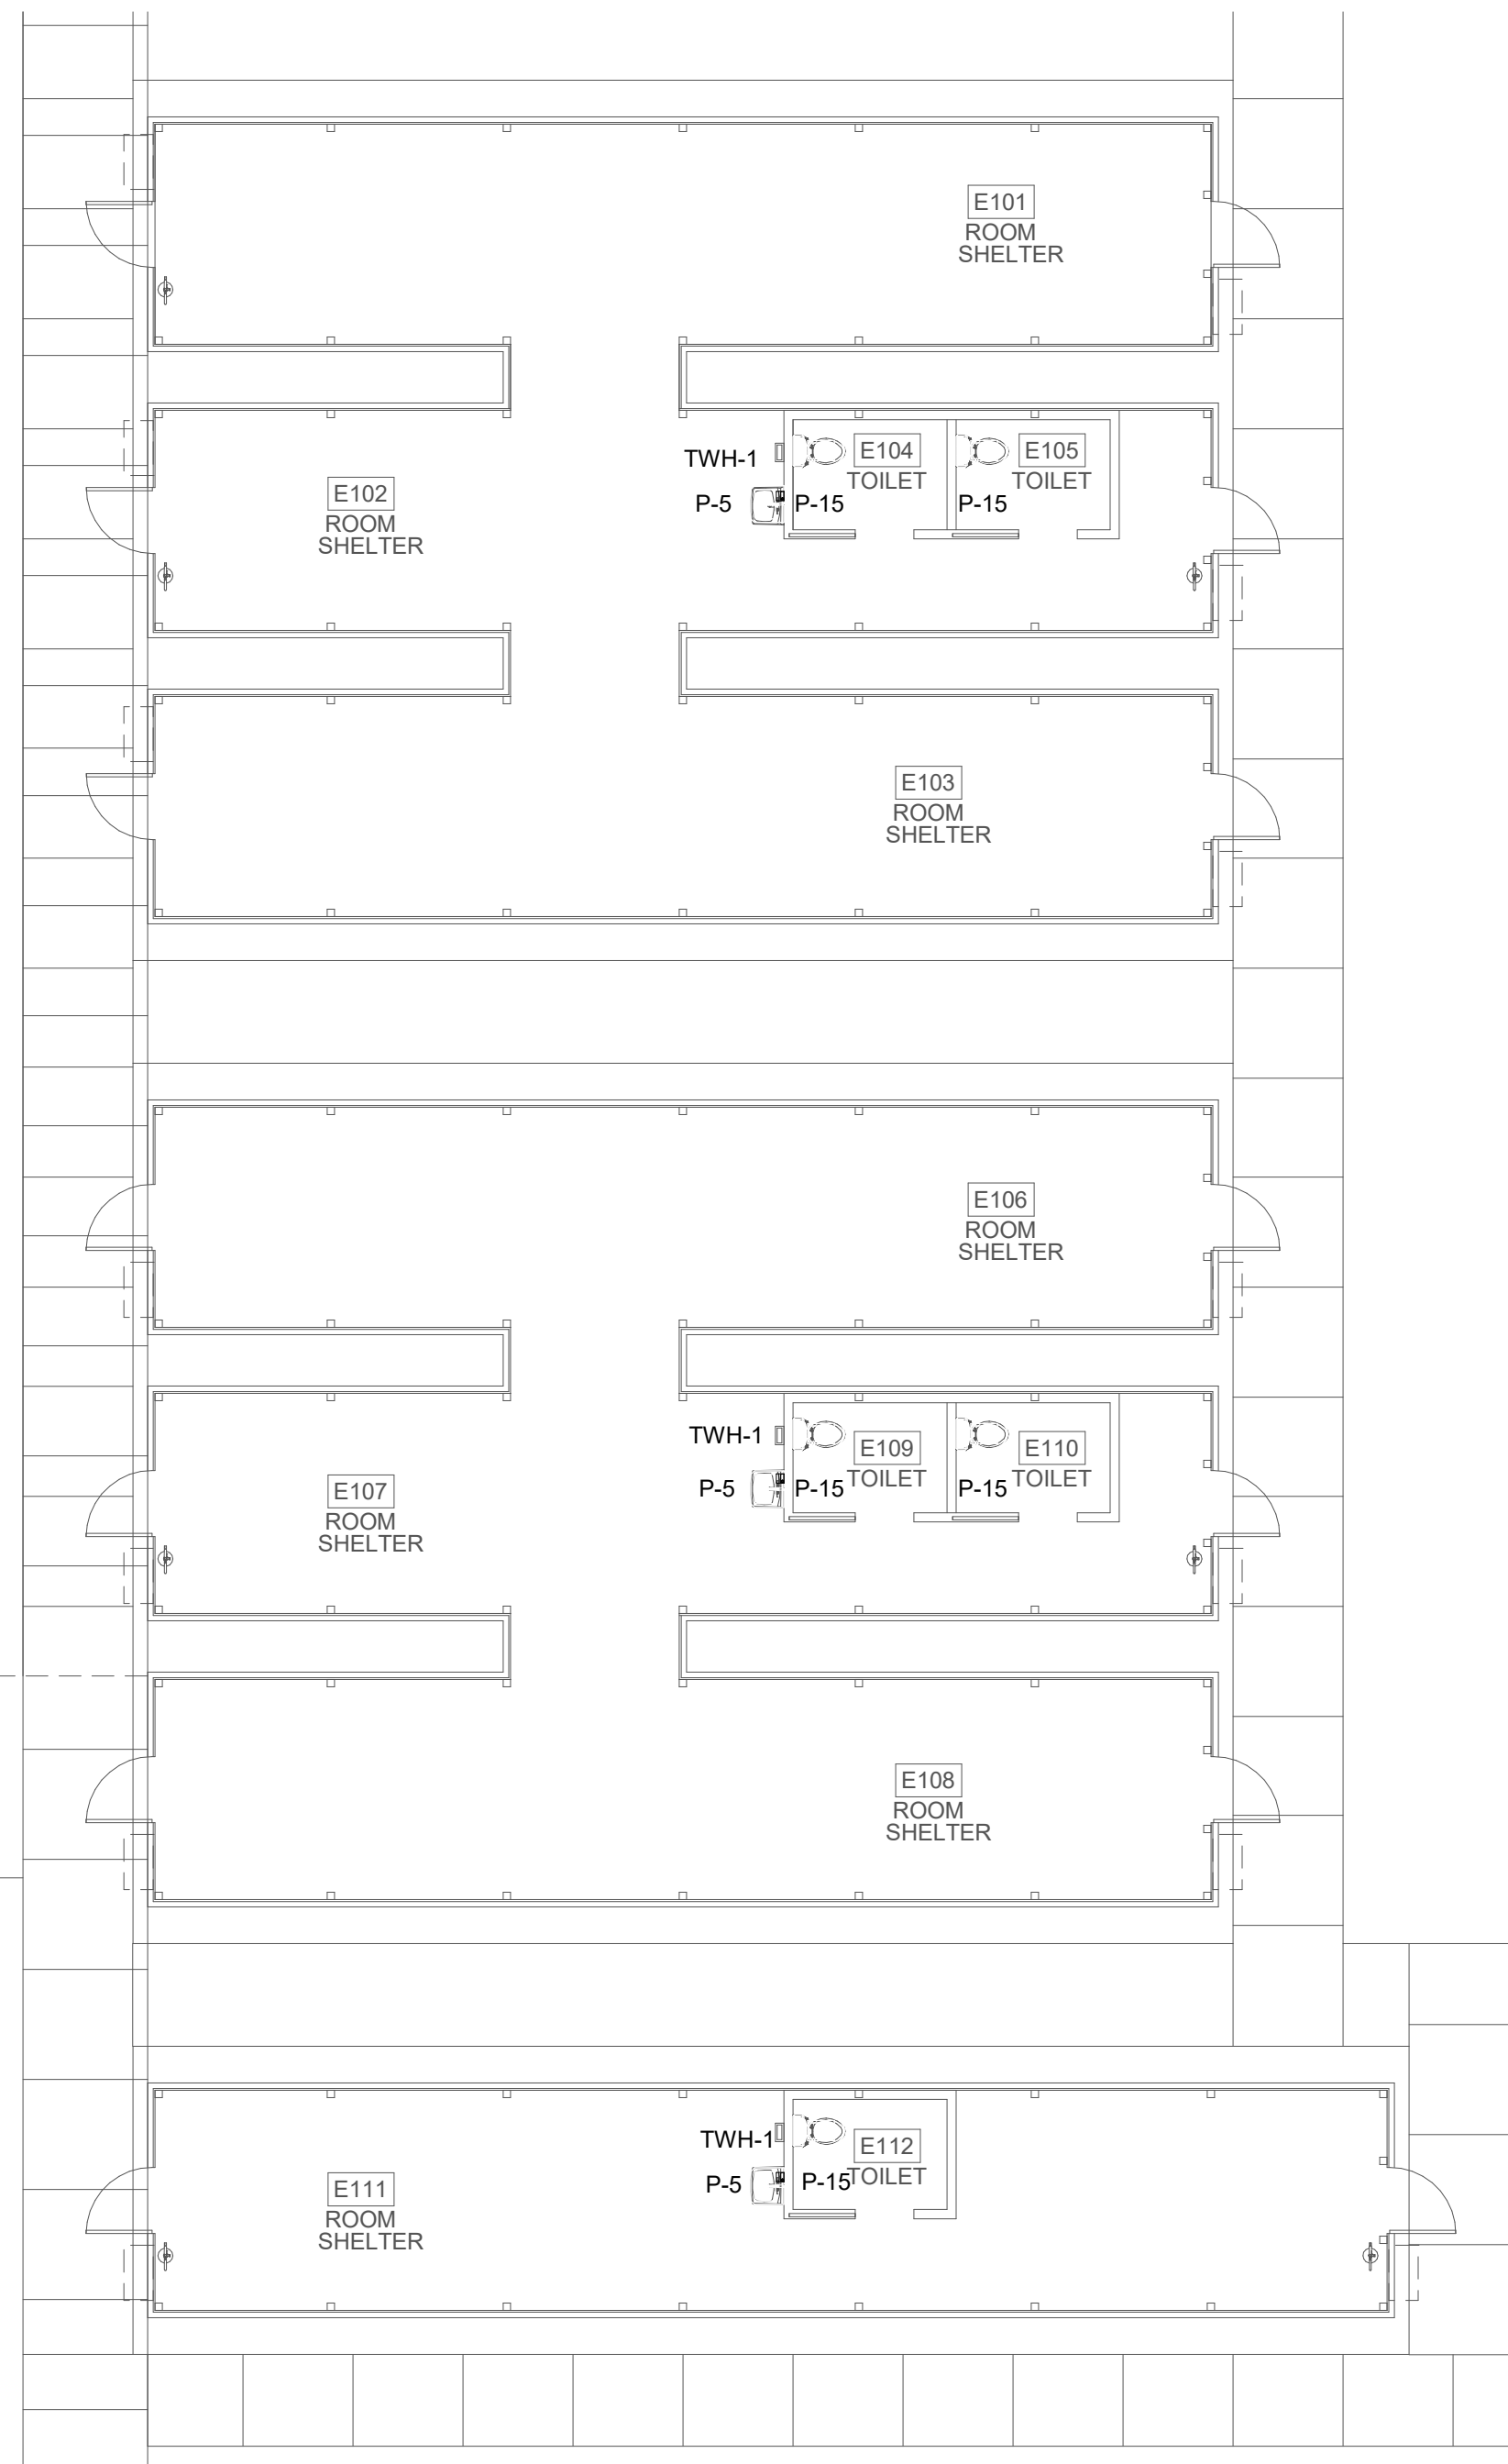 E101
ROOM
SHELTER
TWH-1
E104
TOILET
E105
TOILET
P-5
P-15
P-15
E102
ROOM
SHELTER
E103
ROOM
SHELTER
E106
ROOM
SHELTER
TWH-1
E109
TOILET
E110
TOILET
P-5
P-15
P-15
E107
ROOM
SHELTER
E108
ROOM
SHELTER
TWH-1
E112
TOILET
P-5
P-15
E111
ROOM
SHELTER